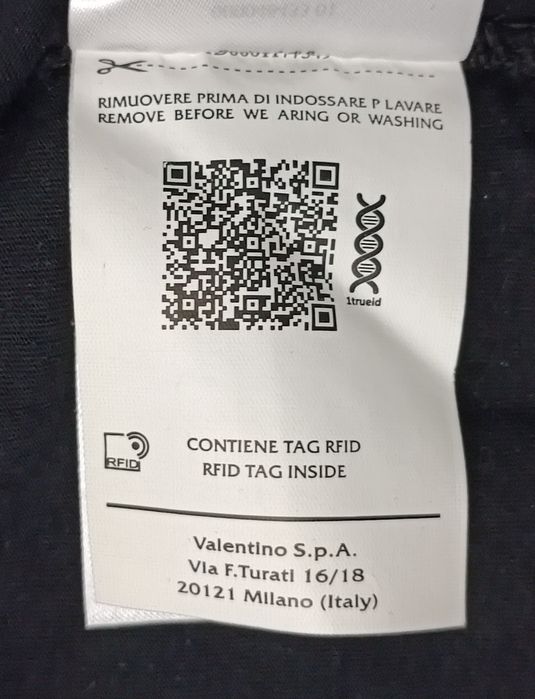 RIMUOVERE PRIMA DI INDOSSARE P LAVARE
REMOVE BEFORE WE ARING OR WASHING
1trueid
RFID
CONTIENE TAG RFID
RFID TAG INSIDE
Valentino S.p.A.
Via F.Turati 16/18
20121 Milano (Italy)